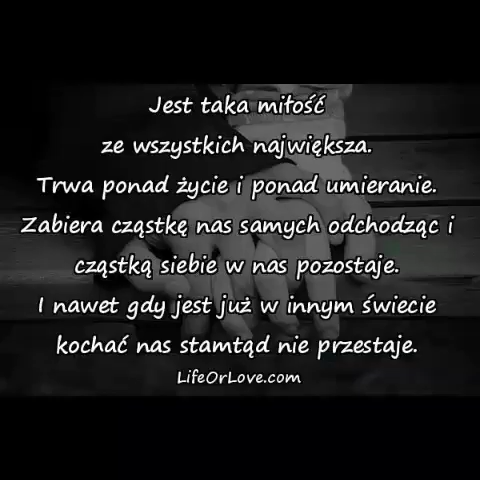 Jest taka miłość
ze wszystkich największa.
Trwa ponad życie i ponad umieranie.
Zabiera cząstkę nas samych odchodząc i
cząstką siebie w nas pozostaje.
I nawet gdy jest już w innym świecie
kochać nas stamtąd nie przestaje.
LifeOrLove.com